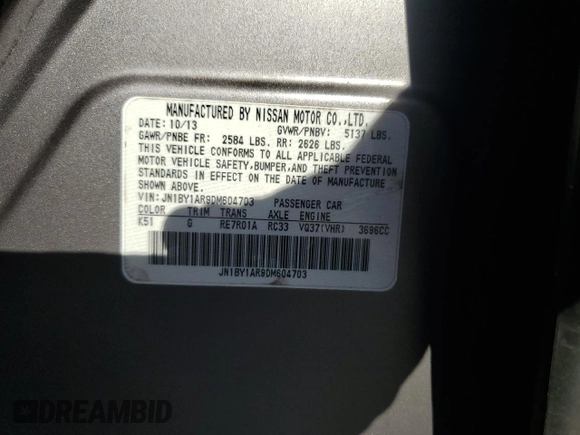 MANUFACTURED BY NISSAN MOTOR CO.,LTD.
DATE: 10/13 GVWR/PNBV: 5137 LBS.
GAWR/PNBE FR: 2584 LBS. RR: 2626 LBS.
THIS VEHICLE CONFORMS TO ALL APPLICABLE FEDERAL
MOTOR VEHICLE SAFETY,BUMPER,AND THEFT PREVENTION
STANDARDS IN EFFECT ON THE DATE OF MANUFACTURE
SHOWN ABOVE.
VIN:JN1BY1AR9DM604703 PASSENGER CAR
COLOR TRIM TRANS AXLE ENGINE
K51 G RE7R01A RC33 VQ37(VHR) 3696CC
JN1BY1AR9DM604703
DREAMBID